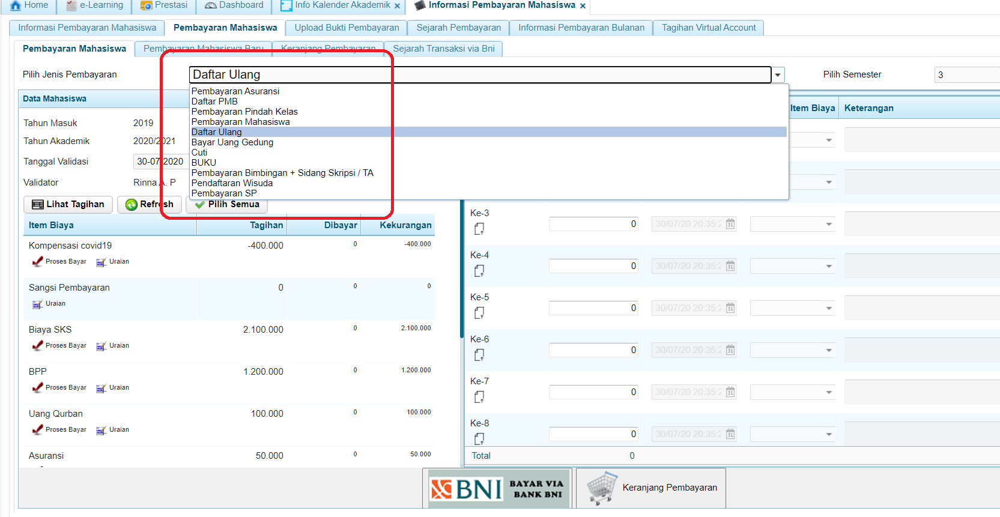 Home e-Learning Prestasi Dashboard Info Kalender Akademik Informasi Pembayaran Mahasiswa
Informasi Pembayaran Mahasiswa Pembayaran Mahasiswa Upload Bukti Pembayaran Sejarah Pembayaran Informasi Pembayaran Bulanan Tagihan Virtual Account
Pembayaran Mahasiswa Pembayaran Mahasiswa Baru Keranjang Pembayaran Sejarah Transaksi via Bni
Pilih Jenis Pembayaran Daftar Ulang Pilih Semester 3
Pembayaran Asuransi
Daftar PMB
Pembayaran Pindah Kelas
Pembayaran Mahasiswa
Daftar Ulang
Bayar Uang Gedung
Cuti
BUKU
Pembayaran Bimbingan + Sidang Skripsi / TA
Pendaftaran Wisuda
Pembayaran SP
Data Mahasiswa
Tahun Masuk 2019
Tahun Akademik 2020/2021
Tanggal Validasi 30-07-2020
Validator Rinna A. P
Lihat Tagihan Refresh Pilih Semua
Item Biaya Tagihan Dibayar Kekurangan
Kompensasi covid19 -400.000 0 -400.000
Proses Bayar Uraian
Sangsi Pembayaran 0 0 0
Uraian
Biaya SKS 2.100.000 0 2.100.000
Proses Bayar Uraian
BPP 1.200.000 0 1.200.000
Proses Bayar Uraian
Uang Qurban 100.000 0 100.000
Proses Bayar Uraian
Asuransi 50.000 0 50.000
Item Biaya Keterangan
Ke-3 0 30/07/20 20:35:2
Ke-4 0 30/07/20 20:35:2
Ke-5 0 30/07/20 20:35:2
Ke-6 0 30/07/20 20:35:2
Ke-7 0 30/07/20 20:35:2
Ke-8 0 30/07/20 20:35:2
Total 0
BNI BAYAR VIA
BANK BNI
Keranjang Pembayaran